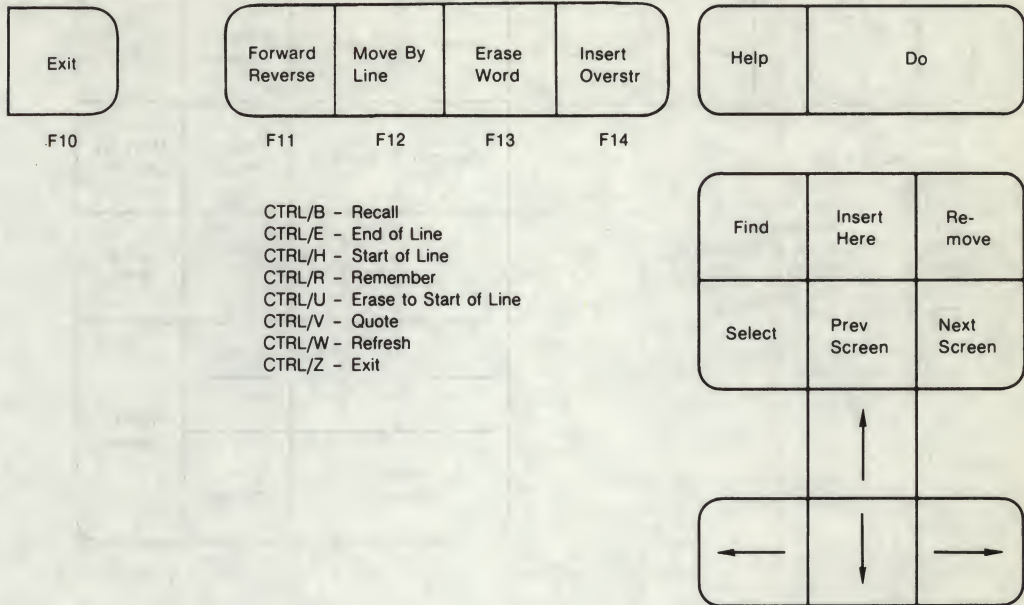 Exit
F10
Forward
Reverse
Move By
Line
Erase
Word
Insert
Overstr
F11
F12
F13
F14
Help
Do
CTRL/B - Recall
CTRL/E - End of Line
CTRL/H - Start of Line
CTRL/R - Remember
CTRL/U - Erase to Start of Line
CTRL/V - Quote
CTRL/W - Refresh
CTRL/Z - Exit
Find
Insert
Here
Re-
move
Select
Prev
Screen
Next
Screen